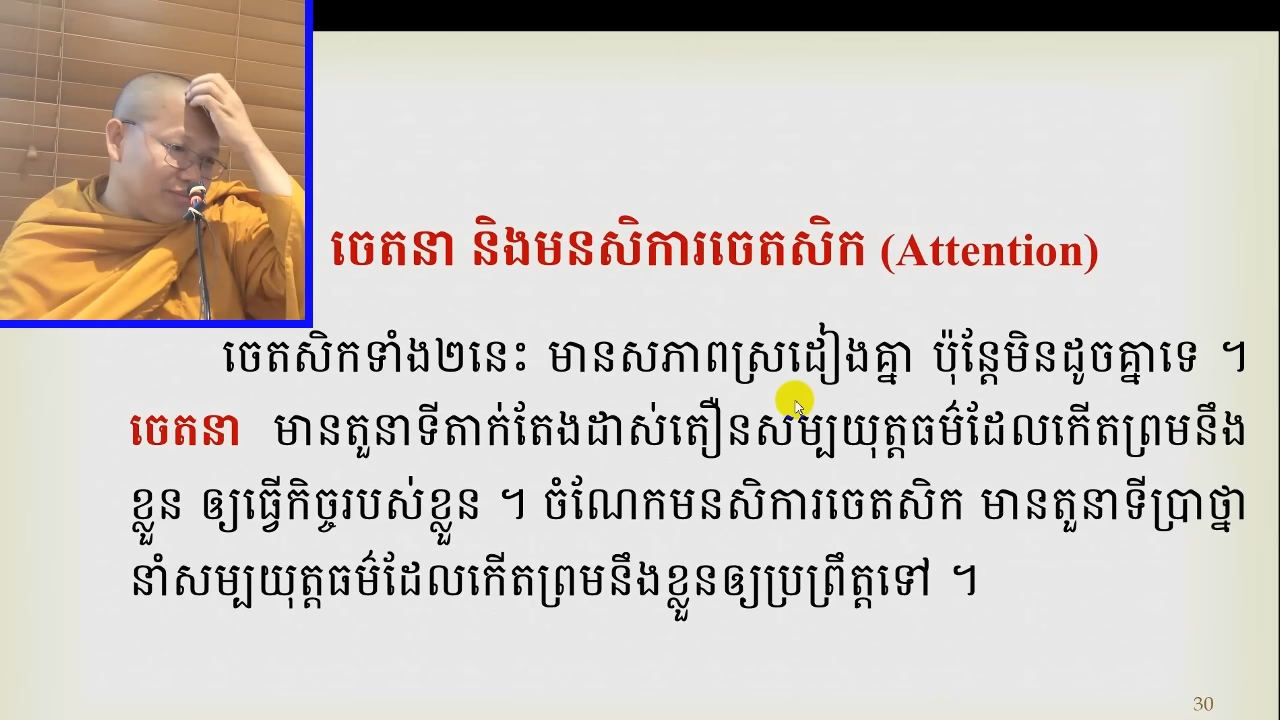 ចេតនា និងមនសិការចេតសិក (Attention)
ចេតសិកទាំង២នេះ មានសភាពស្រដៀងគ្នា ប៉ុន្តែមិនដូចគ្នាទេ ។
ចេតនា មានតួនាទីតាក់តែងដាស់តឿនសម្បយុត្តធម៌ដែលកើតព្រមនឹង
ខ្លួន ឲ្យធ្វើកិច្ចរបស់ខ្លួន ។ ចំណែកមនសិការចេតសិក មានតួនាទីប្រាថ្នា
នាំសម្បយុត្តធម៌ដែលកើតព្រមនឹងខ្លួនឲ្យប្រព្រឹត្តទៅ ។
30